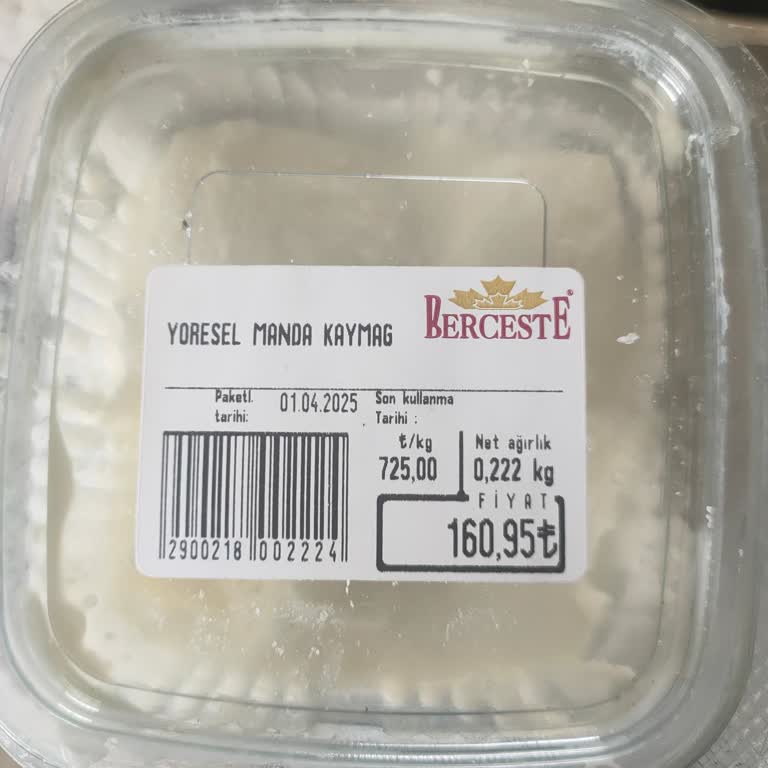 BERCESTE®
YORESEL MANDA KAYMAG
Paketl. tarihi: 01.04.2025
Son kullanma Tarihi :
₺/kg
725,00
Net ağırlık
0,222 kg
FİYAT
160,95₺
2900218 002224